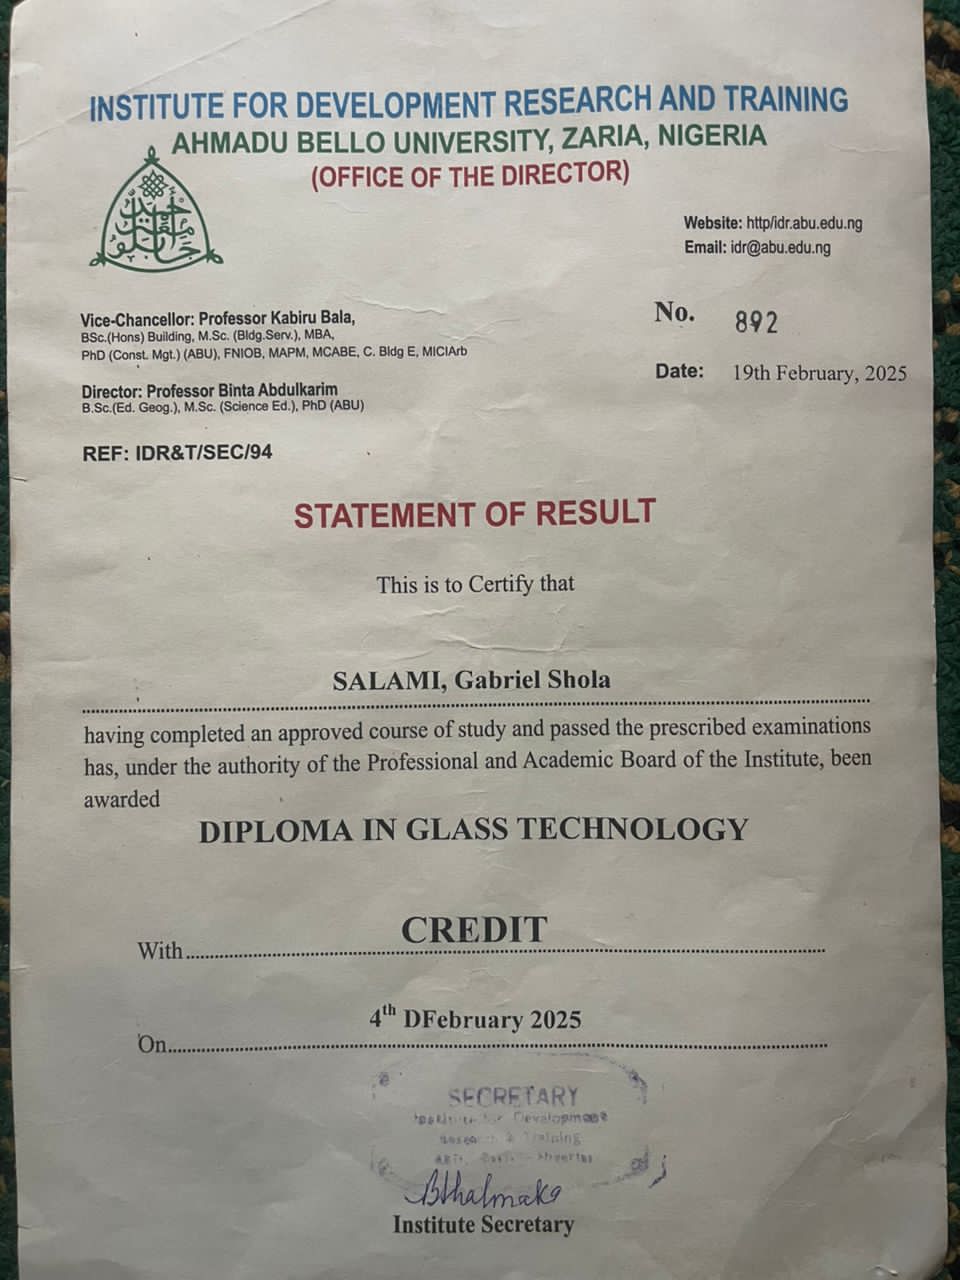 INSTITUTE FOR DEVELOPMENT RESEARCH AND TRAINING
AHMADU BELLO UNIVERSITY, ZARIA, NIGERIA
(OFFICE OF THE DIRECTOR)
Website: http/idr.abu.edu.ng
Email: idr@abu.edu.ng
Vice-Chancellor: Professor Kabiru Bala,
BSc.(Hons) Building, M.Sc. (Bldg.Serv.), MBA,
PhD (Const. Mgt.) (ABU), FNIOB, MAPM, MCABE, C. Bldg E, MICIArb
No. 892
Date: 19th February, 2025
Director: Professor Binta Abdulkarim
B.Sc.(Ed. Geog.), M.Sc. (Science Ed.), PhD (ABU)
REF: IDR&T/SEC/94
STATEMENT OF RESULT
This is to Certify that
SALAMI, Gabriel Shola
having completed an approved course of study and passed the prescribed examinations
has, under the authority of the Professional and Academic Board of the Institute, been
awarded
DIPLOMA IN GLASS TECHNOLOGY
With CREDIT
On 4th DFebruary 2025
SECRETARY
Institute for Development
Research & Training
Institute Secretary